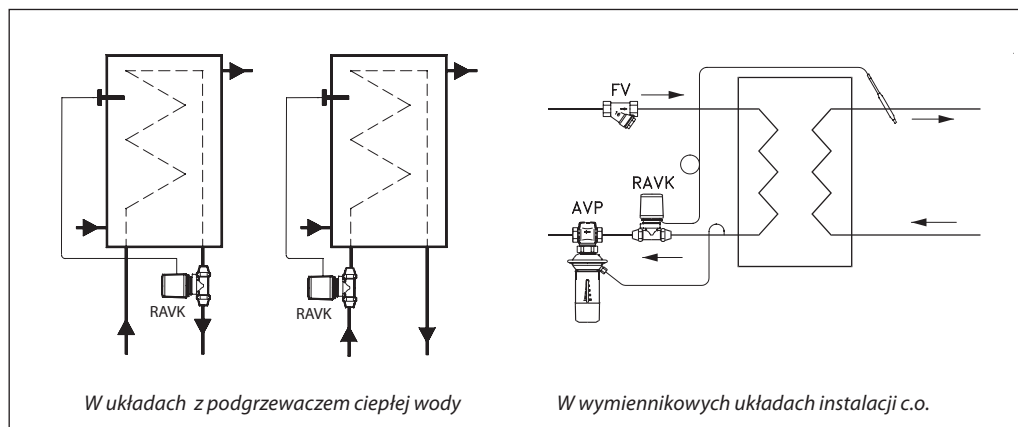 FV
RAVK
AVP
RAVK
RAVK
W układach z podgrzewaczem ciepłej wody
W wymiennikowych układach instalacji c.o.